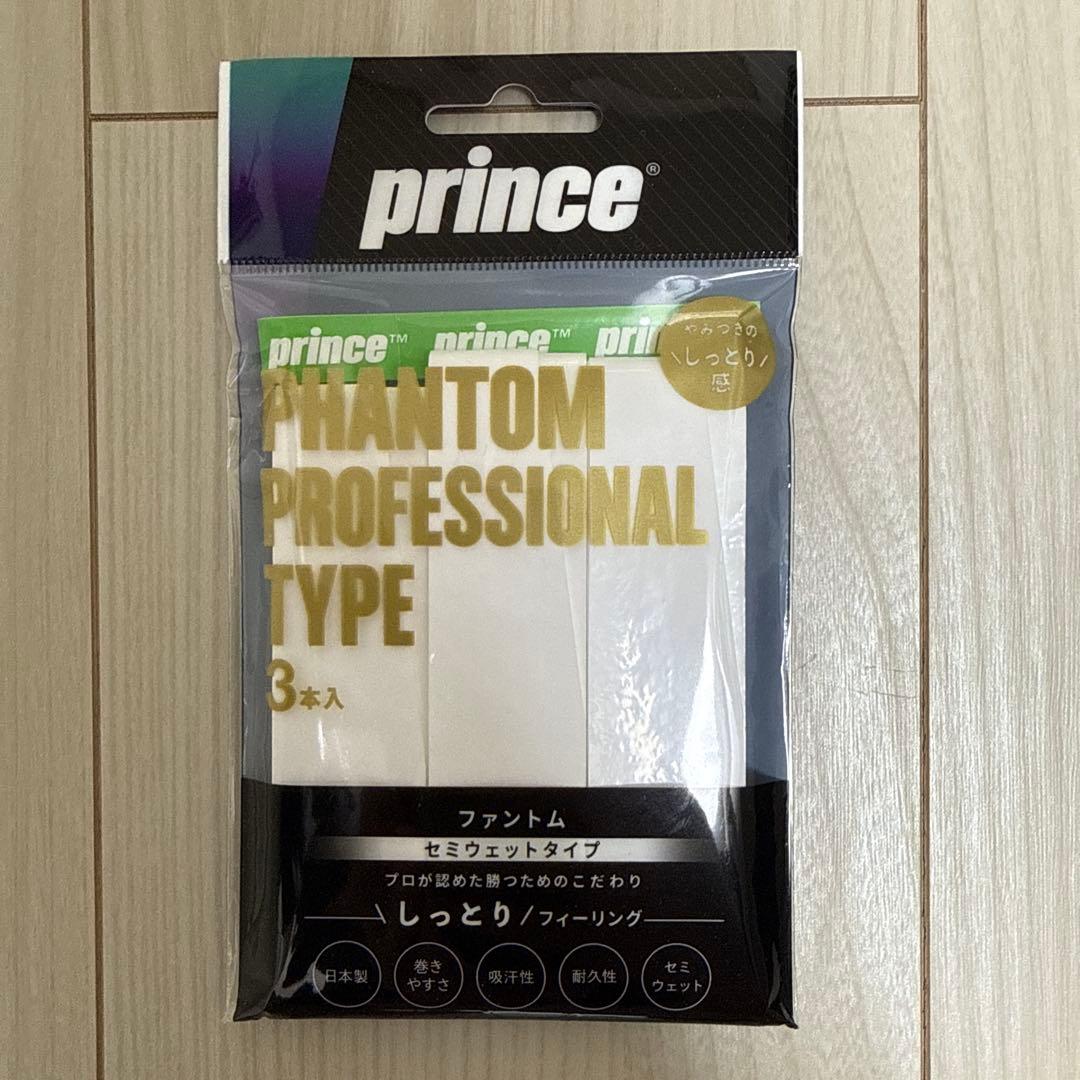 prince®
prince™ prince™ prin
やみつきの
\しっとり/
感
PHANTOM
PROFESSIONAL
TYPE
3本入
ファントム
セミウェットタイプ
プロが認めた勝つためのこだわり
\しっとり/フィーリング
日本製
巻き
やすさ
吸汗性
耐久性
セミ
ウェット